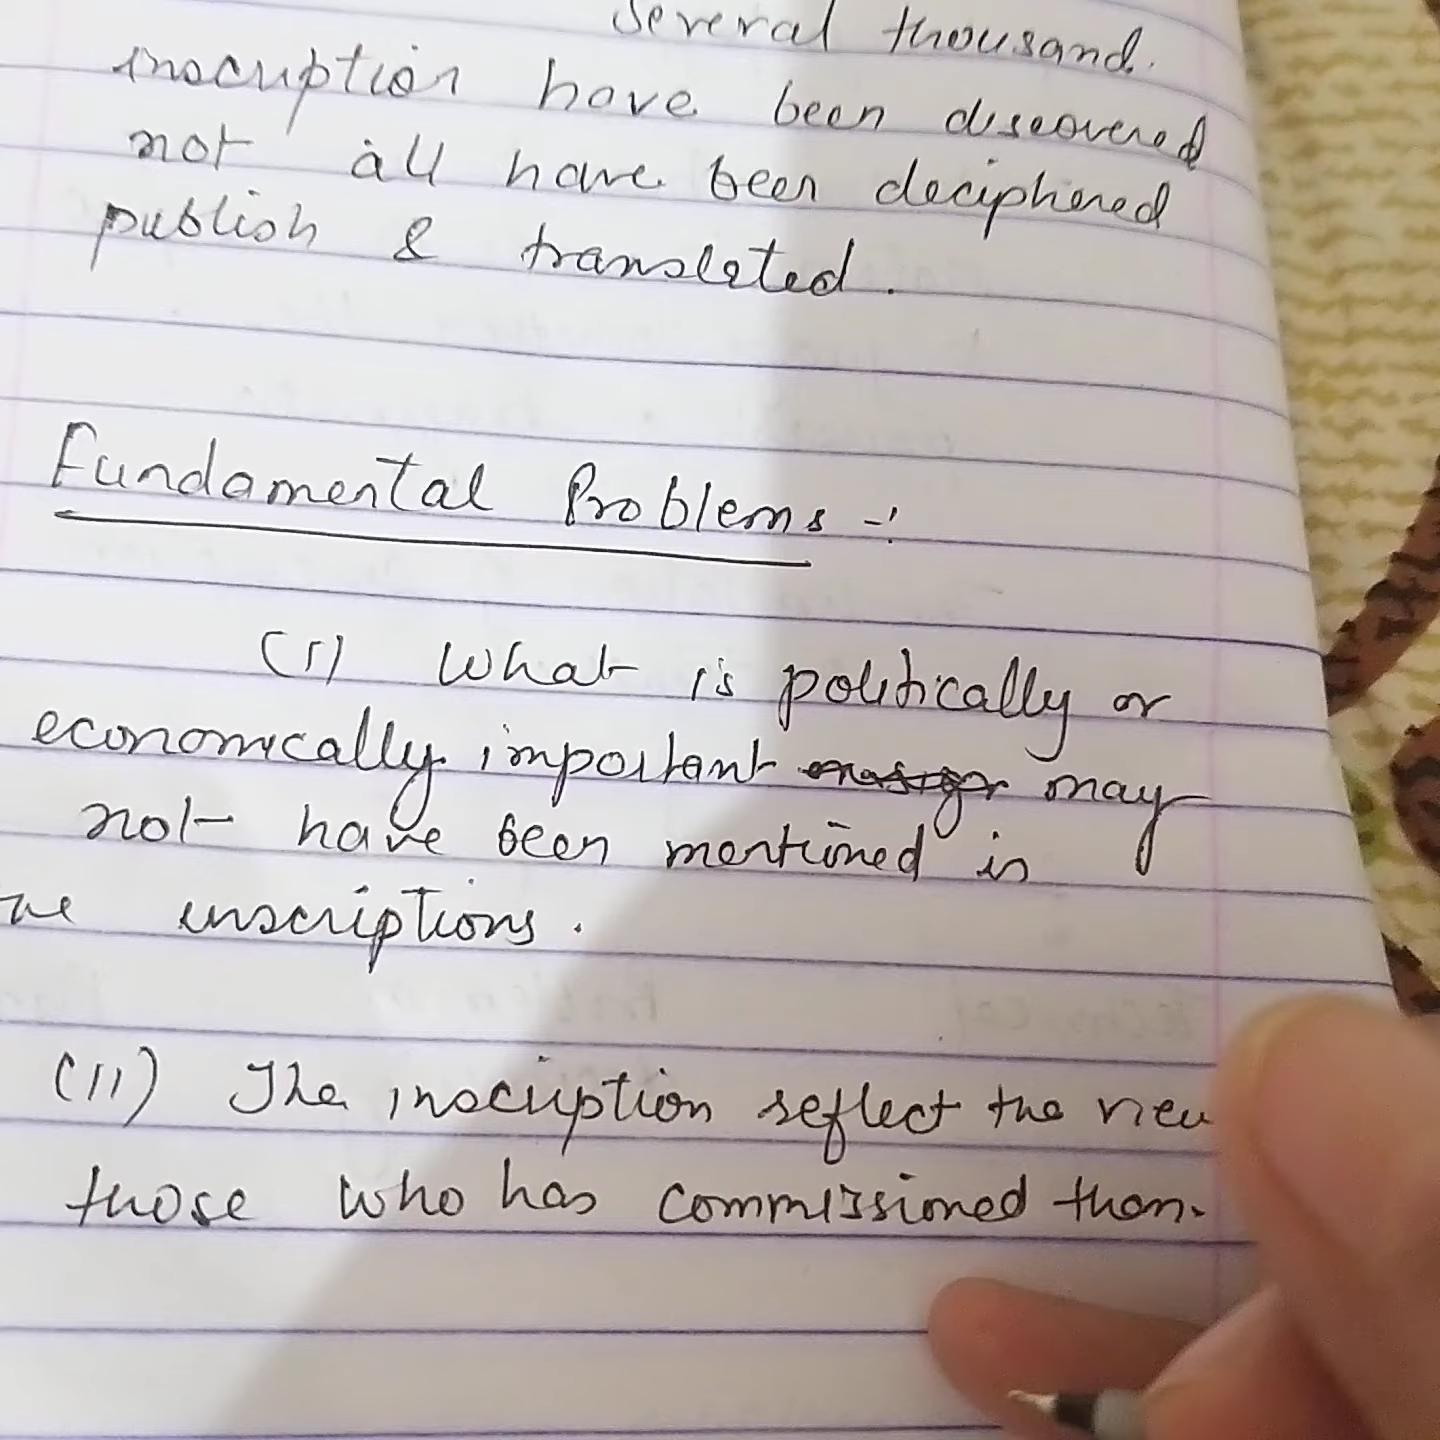 Several thousand.
inscription have been discovered
not all have been deciphered
publish & translated.
Fundamental Problems -:
(i) What is politically or
economically important may
not have been mentioned in
the inscriptions.
(ii) The inscription reflect the view
those who has commissioned them.